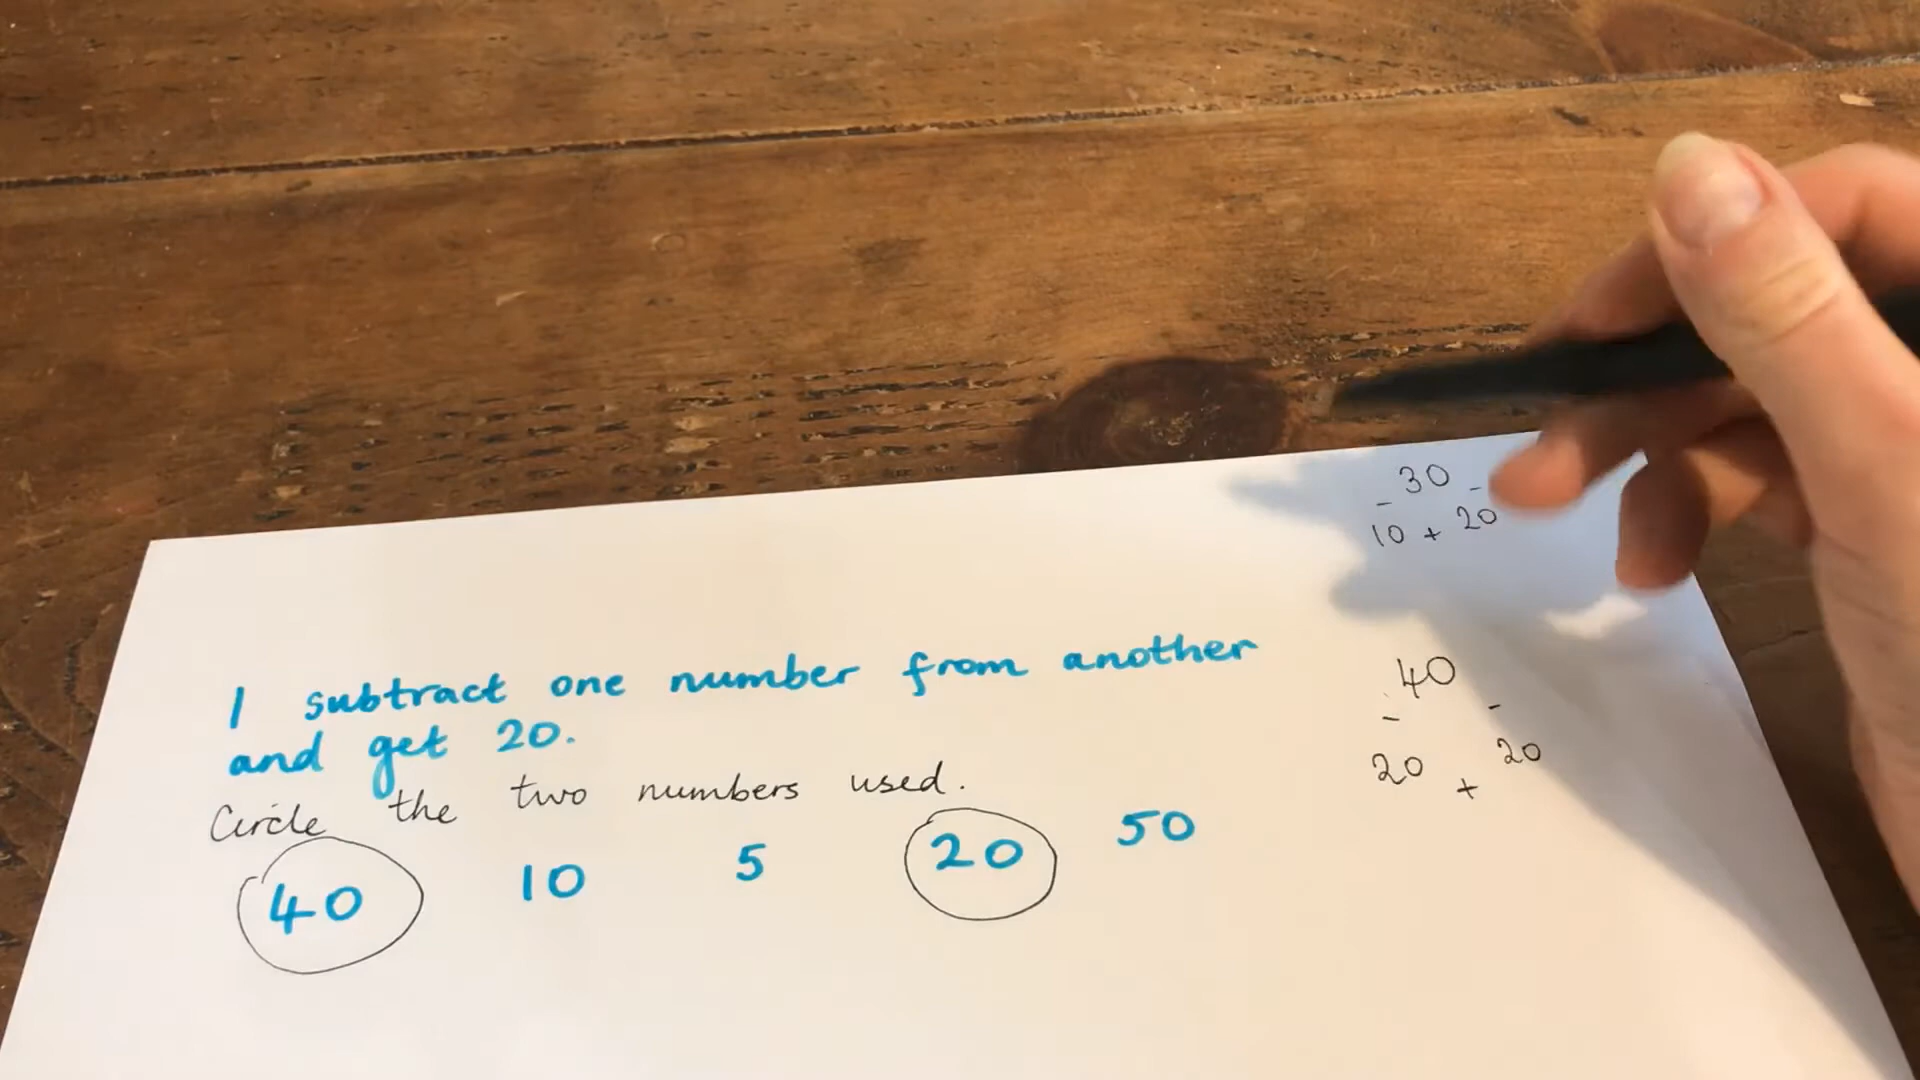 I subtract one number from another
and get 20.
Circle the two numbers used.
40 10 5 20 50
30
- -
10 + 20
40
- -
20 + 20